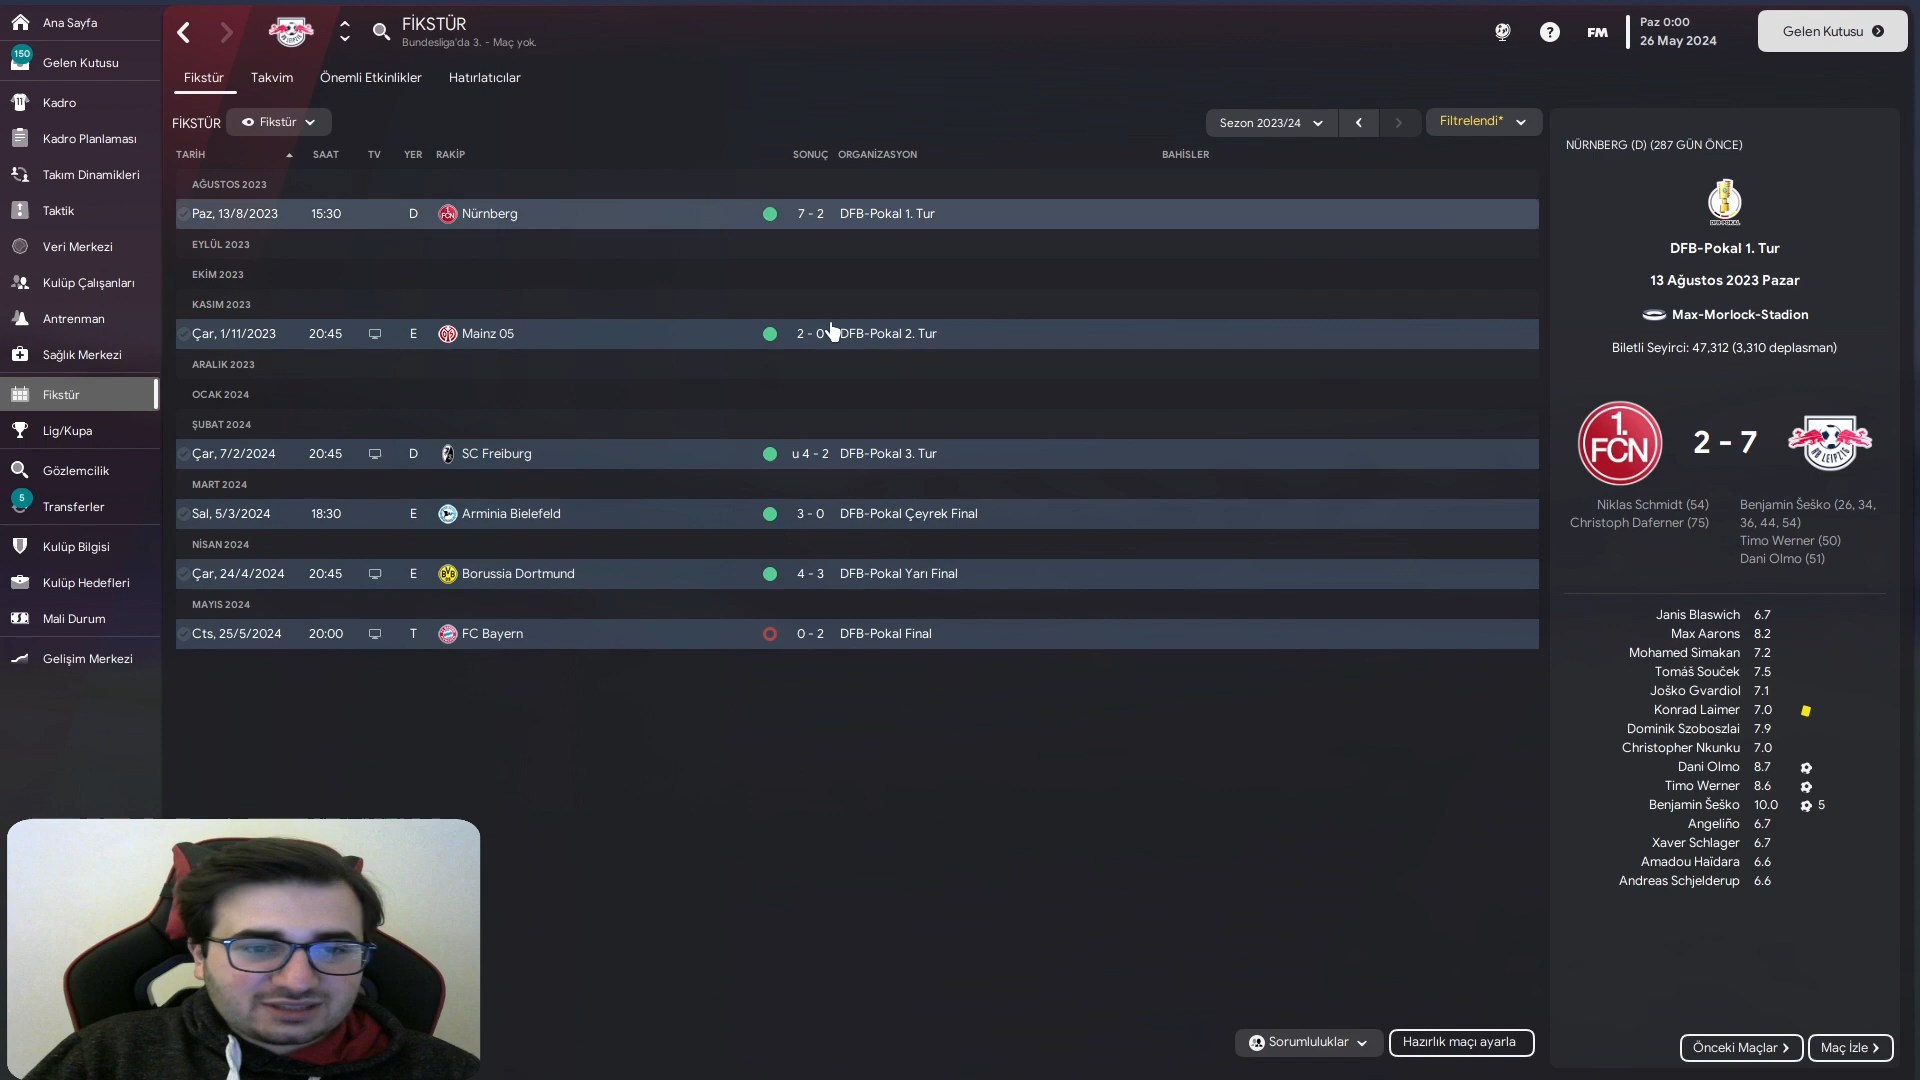 Ana Sayfa
150
Gelen Kutusu
Kadro
Kadro Planlaması
Takım Dinamikleri
Taktik
Veri Merkezi
Kulüp Çalışanları
Antrenman
Sağlık Merkezi
Fikstür
Lig/Kupa
Gözlemcilik
5
Transferler
Kulüp Bilgisi
Kulüp Hedefleri
Mali Durum
Gelişim Merkezi
FİKSTÜR
Bundesliga'da 3. - Maç yok.
FM
Paz 0:00
26 May 2024
Gelen Kutusu
Fikstür Takvim Önemli Etkinlikler Hatırlatıcılar
FİKSTÜR Fikstür Sezon 2023/24 Filtrelendi*
TARİH SAAT TV YER RAKİP SONUÇ ORGANİZASYON BAHİSLER
AĞUSTOS 2023
Paz, 13/8/2023 15:30 D Nürnberg 7 - 2 DFB-Pokal 1. Tur
EYLÜL 2023
EKİM 2023
KASIM 2023
Çar, 1/11/2023 20:45 E Mainz 05 2 - 0 DFB-Pokal 2. Tur
ARALIK 2023
OCAK 2024
ŞUBAT 2024
Çar, 7/2/2024 20:45 D SC Freiburg u 4 - 2 DFB-Pokal 3. Tur
MART 2024
Sal, 5/3/2024 18:30 E Arminia Bielefeld 3 - 0 DFB-Pokal Çeyrek Final
NİSAN 2024
Çar, 24/4/2024 20:45 E Borussia Dortmund 4 - 3 DFB-Pokal Yarı Final
MAYIS 2024
Cts, 25/5/2024 20:00 T FC Bayern 0 - 2 DFB-Pokal Final
Sorumluluklar Hazırlık maçı ayarla
NÜRNBERG (D) (287 GÜN ÖNCE)
DFB-Pokal 1. Tur
13 Ağustos 2023 Pazar
Max-Morlock-Stadion
Biletli Seyirci: 47,312 (3,310 deplasman)
1. FCN 2 - 7 RB LEIPZIG
Niklas Schmidt (54)
Christoph Daferner (75)
Benjamin Šeško (26, 34,
36, 44, 54)
Timo Werner (50)
Dani Olmo (51)
Janis Blaswich 6.7
Max Aarons 8.2
Mohamed Simakan 7.2
Tomáš Souček 7.5
Joško Gvardiol 7.1
Konrad Laimer 7.0
Dominik Szoboszlai 7.9
Christopher Nkunku 7.0
Dani Olmo 8.7
Timo Werner 8.6
Benjamin Šeško 10.0 5
Angeliño 6.7
Xaver Schlager 6.7
Amadou Haïdara 6.6
Andreas Schjelderup 6.6
Önceki Maçlar Maç İzle